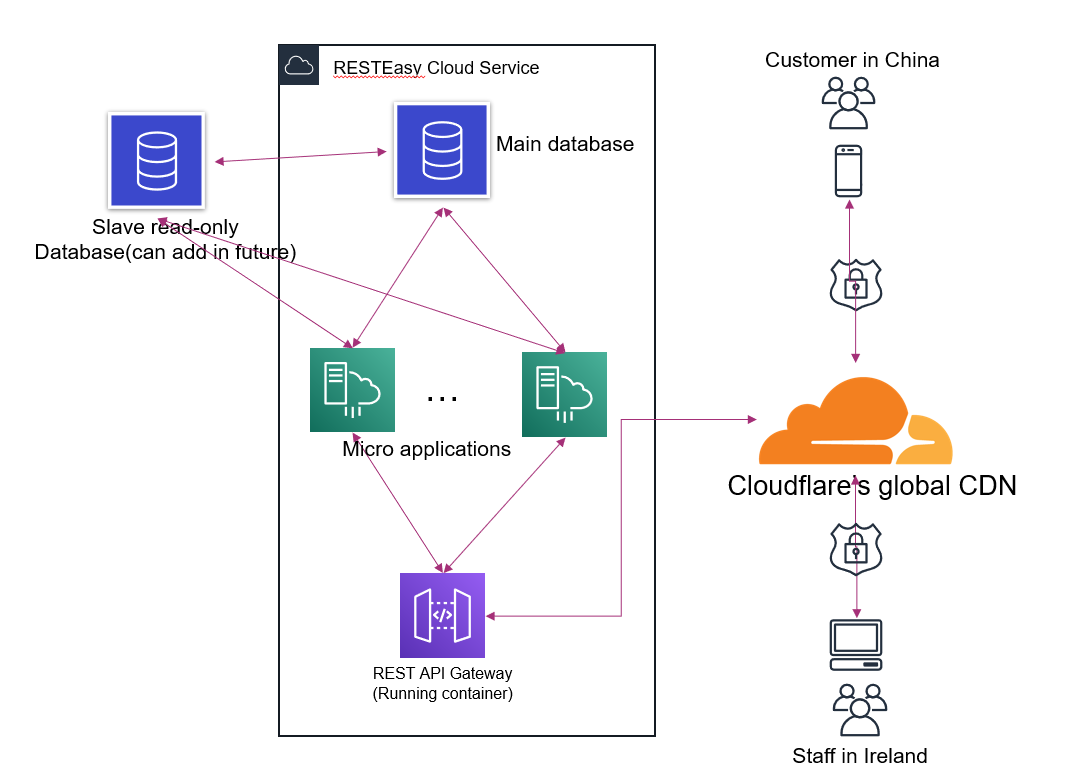 Customer in China
RESTEasy Cloud Service
Main database
Slave read-only
Database(can add in future)
...
Micro applications
Cloudflare's global CDN
</>
REST API Gateway
(Running container)
Staff in Ireland